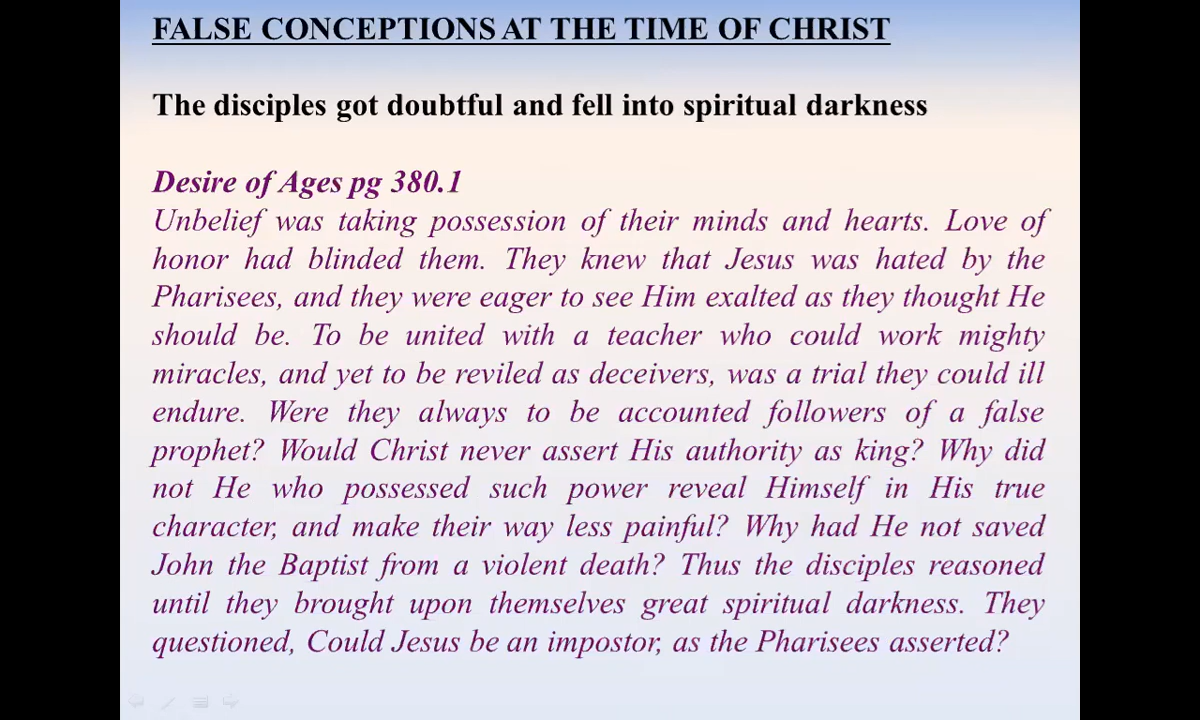 FALSE CONCEPTIONS AT THE TIME OF CHRIST
The disciples got doubtful and fell into spiritual darkness
Desire of Ages pg 380.1
Unbelief was taking possession of their minds and hearts. Love of
honor had blinded them. They knew that Jesus was hated by the
Pharisees, and they were eager to see Him exalted as they thought He
should be. To be united with a teacher who could work mighty
miracles, and yet to be reviled as deceivers, was a trial they could ill
endure. Were they always to be accounted followers of a false
prophet? Would Christ never assert His authority as king? Why did
not He who possessed such power reveal Himself in His true
character, and make their way less painful? Why had He not saved
John the Baptist from a violent death? Thus the disciples reasoned
until they brought upon themselves great spiritual darkness. They
questioned, Could Jesus be an impostor, as the Pharisees asserted?